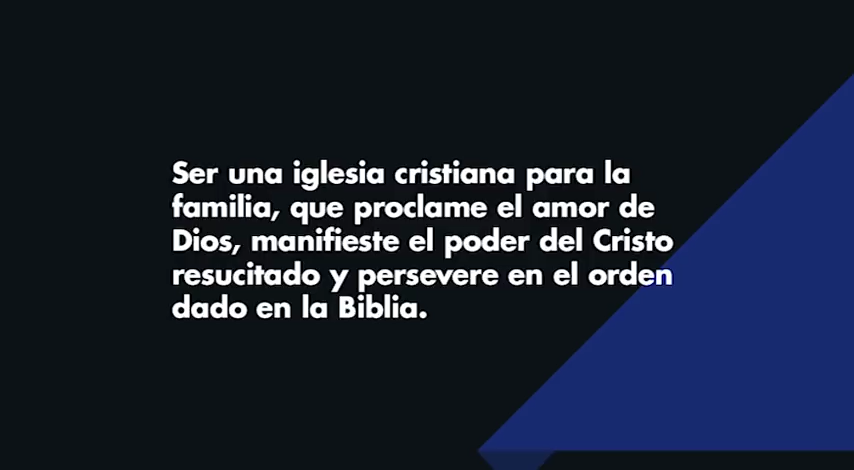 Ser una iglesia cristiana para la
familia, que proclame el amor de
Dios, manifieste el poder del Cristo
resucitado y persevere en el orden
dado en la Biblia.